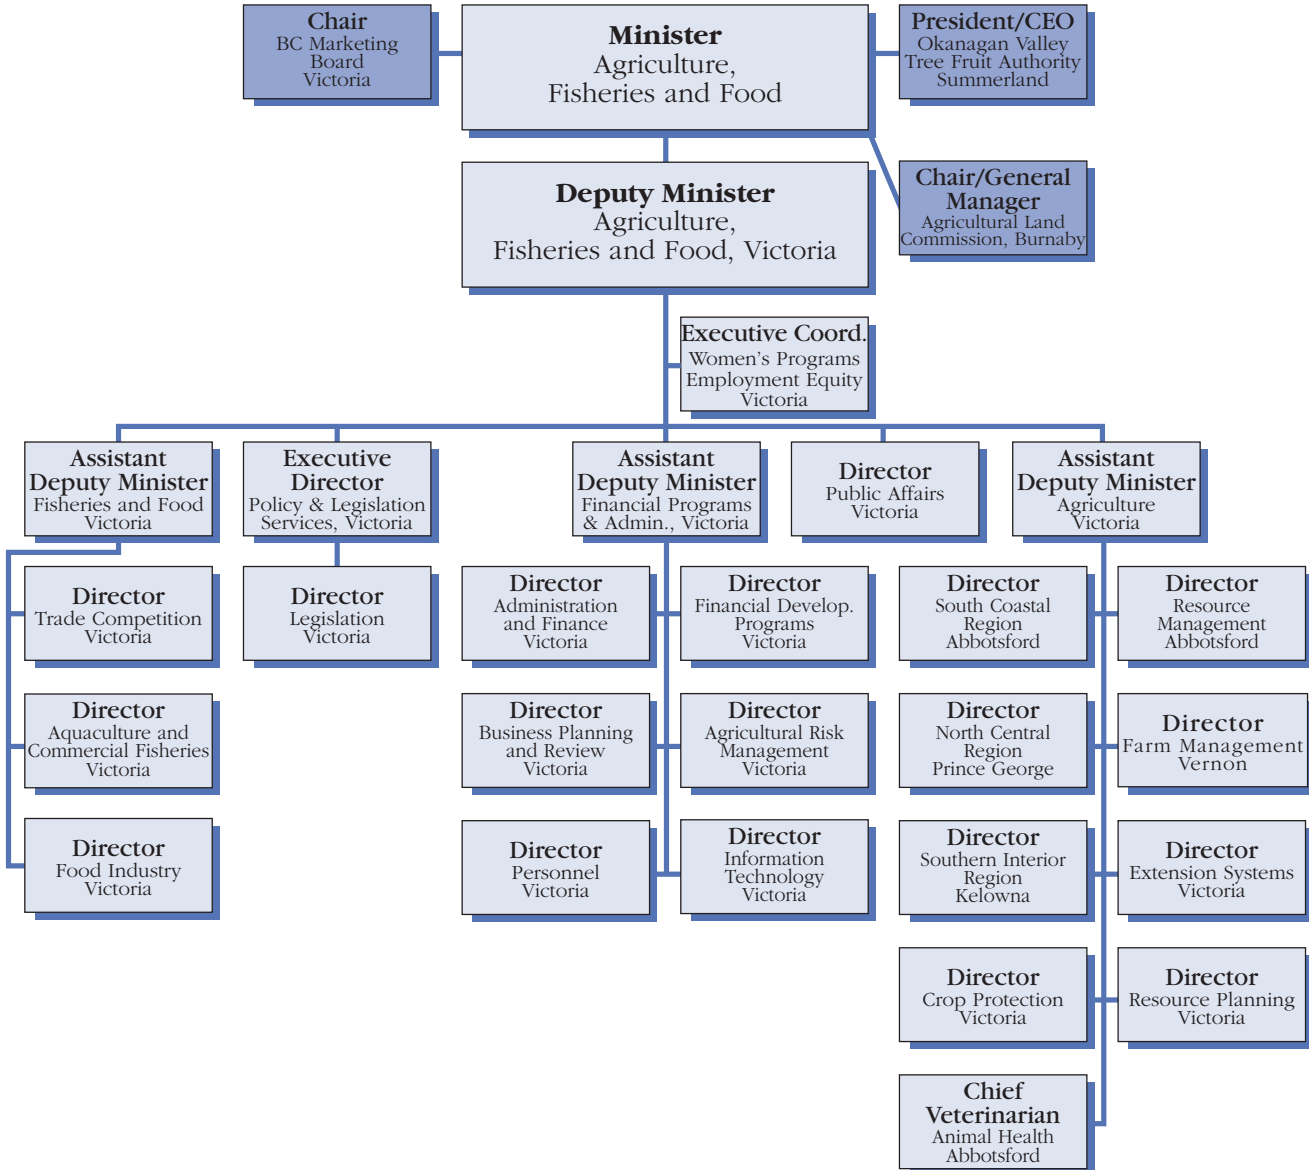 Chair
BC Marketing
Board
Victoria
Minister
Agriculture,
Fisheries and Food
President/CEO
Okanagan Valley
Tree Fruit Authority
Summerland
Deputy Minister
Agriculture,
Fisheries and Food, Victoria
Chair/General
Manager
Agricultural Land
Commission, Burnaby
Executive Coord.
Women's Programs
Employment Equity
Victoria
Assistant
Deputy Minister
Fisheries and Food
Victoria
Executive
Director
Policy & Legislation
Services, Victoria
Assistant
Deputy Minister
Financial Programs
& Admin., Victoria
Director
Public Affairs
Victoria
Assistant
Deputy Minister
Agriculture
Victoria
Director
Trade Competition
Victoria
Director
Legislation
Victoria
Director
Administration
and Finance
Victoria
Director
Financial Develop.
Programs
Victoria
Director
South Coastal
Region
Abbotsford
Director
Resource
Management
Abbotsford
Director
Aquaculture and
Commercial Fisheries
Victoria
Director
Business Planning
and Review
Victoria
Director
Agricultural Risk
Management
Victoria
Director
North Central
Region
Prince George
Director
Farm Management
Vernon
Director
Food Industry
Victoria
Director
Personnel
Victoria
Director
Information
Technology
Victoria
Director
Southern Interior
Region
Kelowna
Director
Extension Systems
Victoria
Director
Crop Protection
Victoria
Director
Resource Planning
Victoria
Chief
Veterinarian
Animal Health
Abbotsford